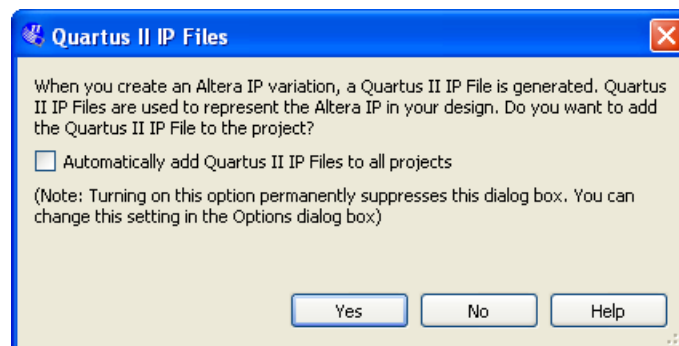 Quartus II IP Files
When you create an Altera IP variation, a Quartus II IP File is generated. Quartus
II IP Files are used to represent the Altera IP in your design. Do you want to add
the Quartus II IP File to the project?
Automatically add Quartus II IP Files to all projects
(Note: Turning on this option permanently suppresses this dialog box. You can
change this setting in the Options dialog box)
Yes No Help